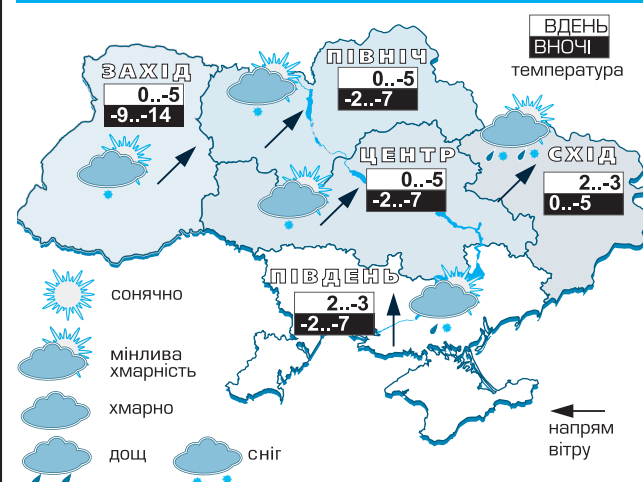 ВДЕНЬ
ВНОЧІ
температура
ЗАХІД
0..-5
-9..-14
ПІВНІЧ
0..-5
-2..-7
ЦЕНТР
0..-5
-2..-7
СХІД
2..-3
0..-5
ПІВДЕНЬ
2..-3
-2..-7
сонячно
мінлива
хмарність
хмарно
дощ
сніг
напрям
вітру